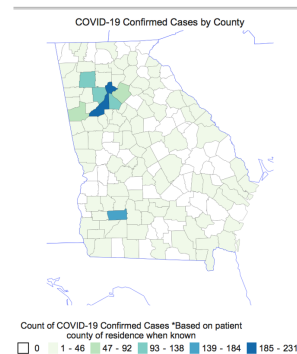 COVID-19 Confirmed Cases by County
Count of COVID-19 Confirmed Cases *Based on patient
county of residence when known
0 1 - 46 47 - 92 93 - 138 139 - 184 185 - 231